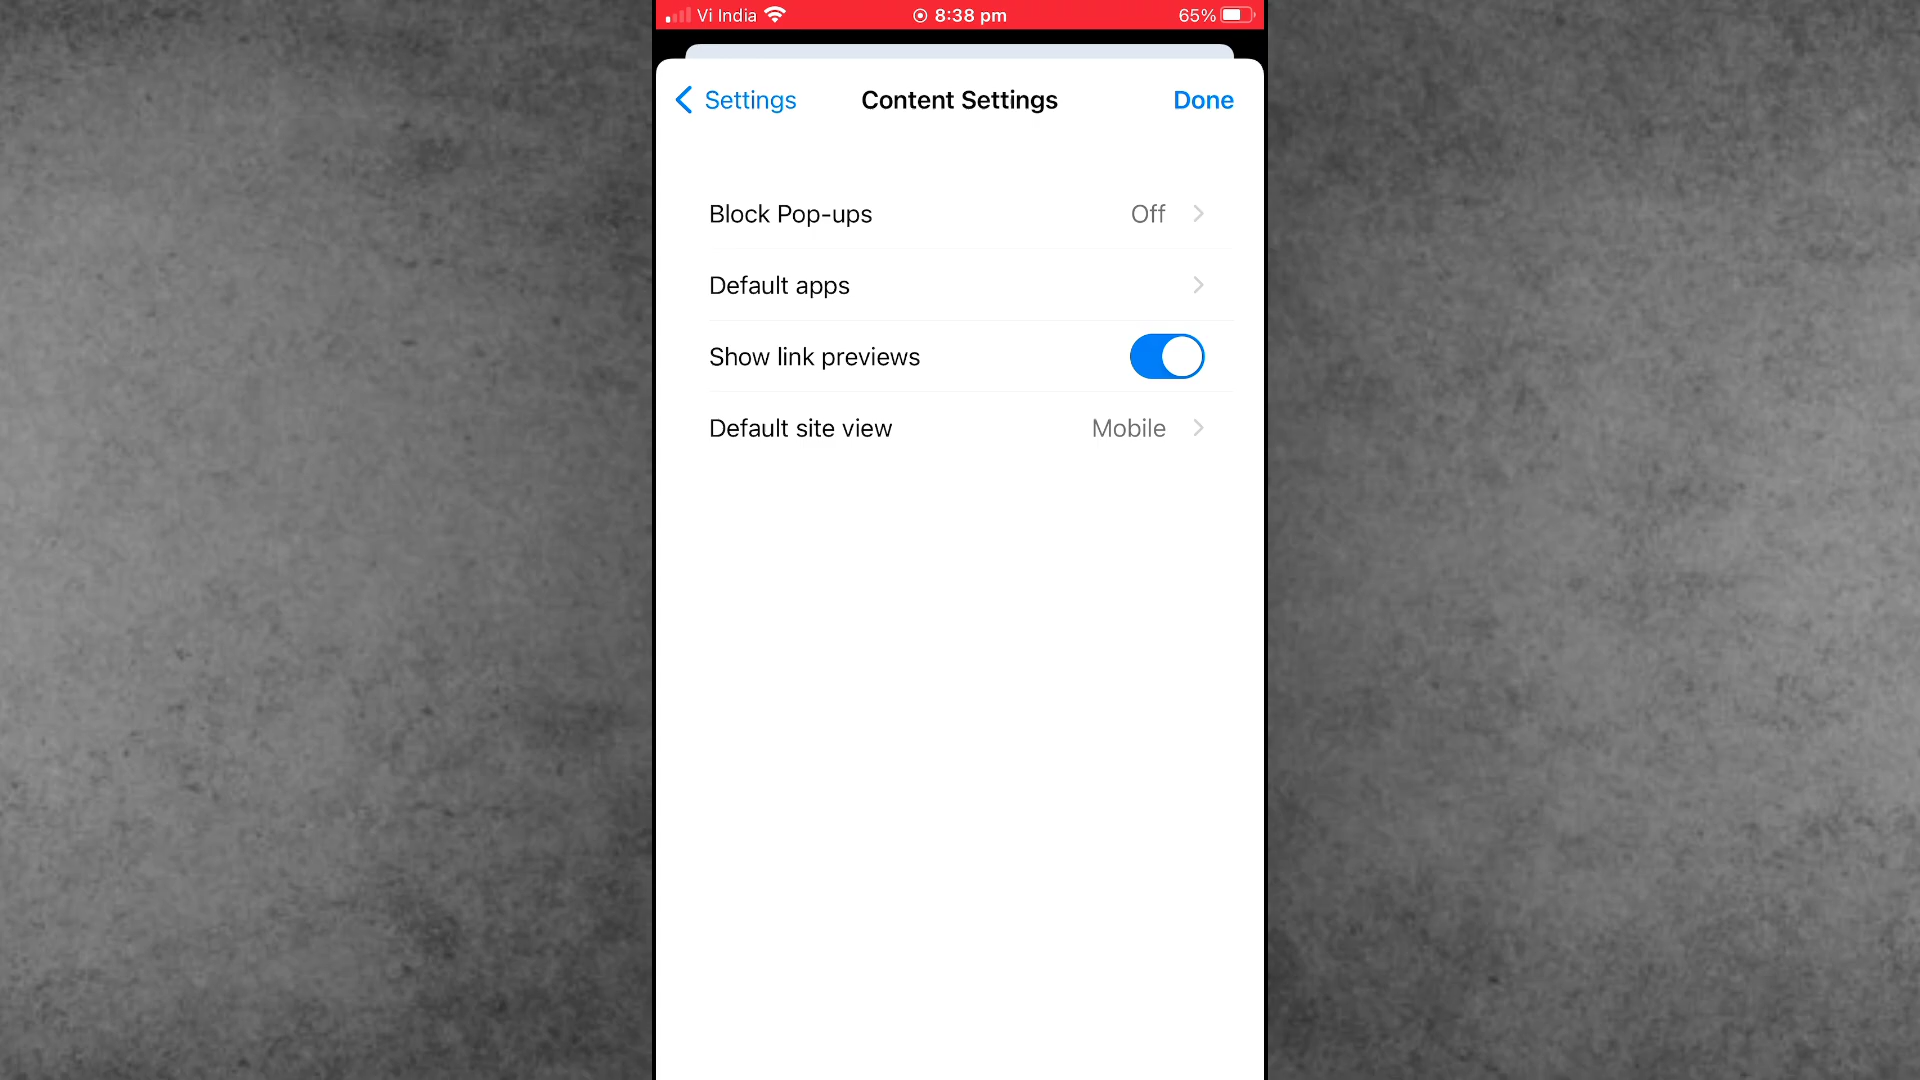 Vi India 8:38 pm 65%
Settings Content Settings Done
Block Pop-ups Off
Default apps
Show link previews
Default site view Mobile